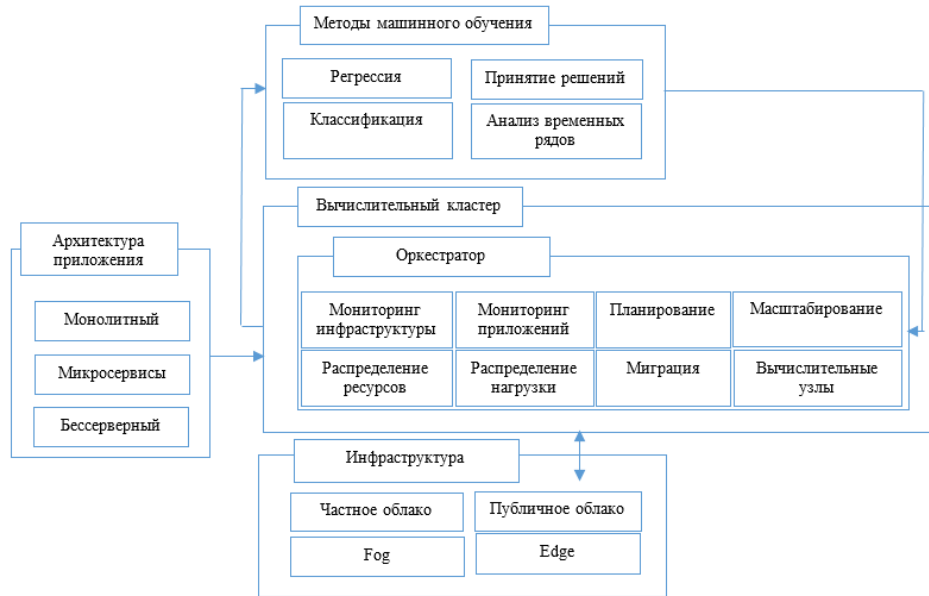 Методы машинного обучения
Регрессия
Принятие решений
Классификация
Анализ временных
рядов
Вычислительный кластер
Архитектура
приложения
Монолитный
Микросервисы
Бессерверный
Оркестратор
Мониторинг
инфраструктуры
Мониторинг
приложений
Планирование
Масштабирование
Распределение
ресурсов
Распределение
нагрузки
Миграция
Вычислительные
узлы
Инфраструктура
Частное облако
Публичное облако
Fog
Edge